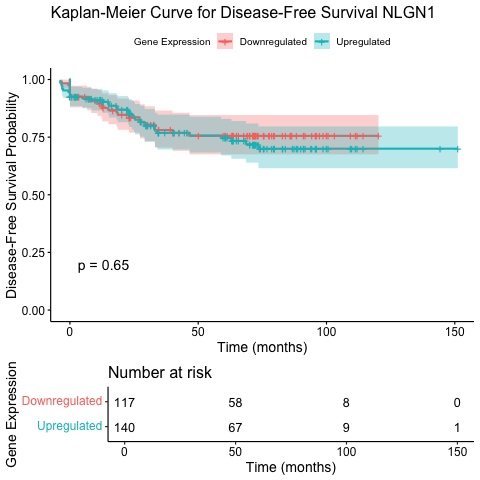 Kaplan-Meier Curve for Disease-Free Survival NLGN1
Gene Expression Downregulated Upregulated
Disease-Free Survival Probability
1.00
0.75
0.50
0.25
0.00
p = 0.65
0 50 100 150
Time (months)
Number at risk
Gene Expression
Downregulated 117 58 8 0
Upregulated 140 67 9 1
0 50 100 150
Time (months)